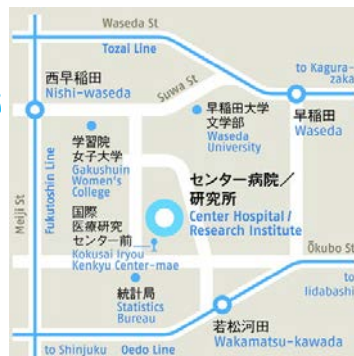 Waseda St
Tozai Line
to Kagura-
zaka
西早稲田
Nishi-waseda
Suwa St
早稲田大学
文学部
Waseda
University
早稲田
Waseda
学習院
女子大学
Gakushuin
Women's
College
Meiji St
Fukutoshin Line
センター病院／
研究所
Center Hospital /
Research Institute
国際
医療研究
センター前
Kokusai Iryou
Kenkyu Center-mae
Ōkubo St
to
Iidabashi
統計局
Statistics
Bureau
若松河田
Wakamatsu-kawada
to Shinjuku
Oedo Line